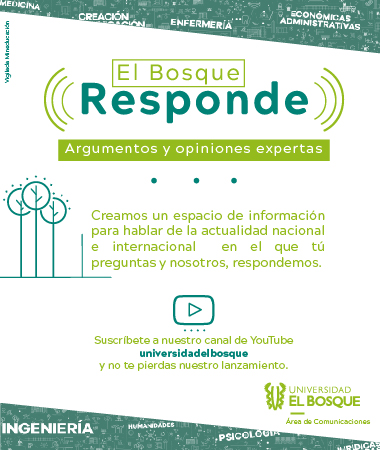 MEDICINA
CREACIÓN
ENFERMERÍA
ECONÓMICAS
ADMINISTRATIVAS
Vigilada Mineducación
El Bosque
Responde
Argumentos y opiniones expertas
Creamos un espacio de información
para hablar de la actualidad nacional
e internacional en el que tú
preguntas y nosotros, respondemos.
Suscríbete a nuestro canal de YouTube
universidadelbosque
y no te pierdas nuestro lanzamiento.
UNIVERSIDAD
EL BOSQUE
Área de Comunicaciones
INGENIERÍA
HUMANIDADES
PSICOLOGÍA
JURÍDICAS